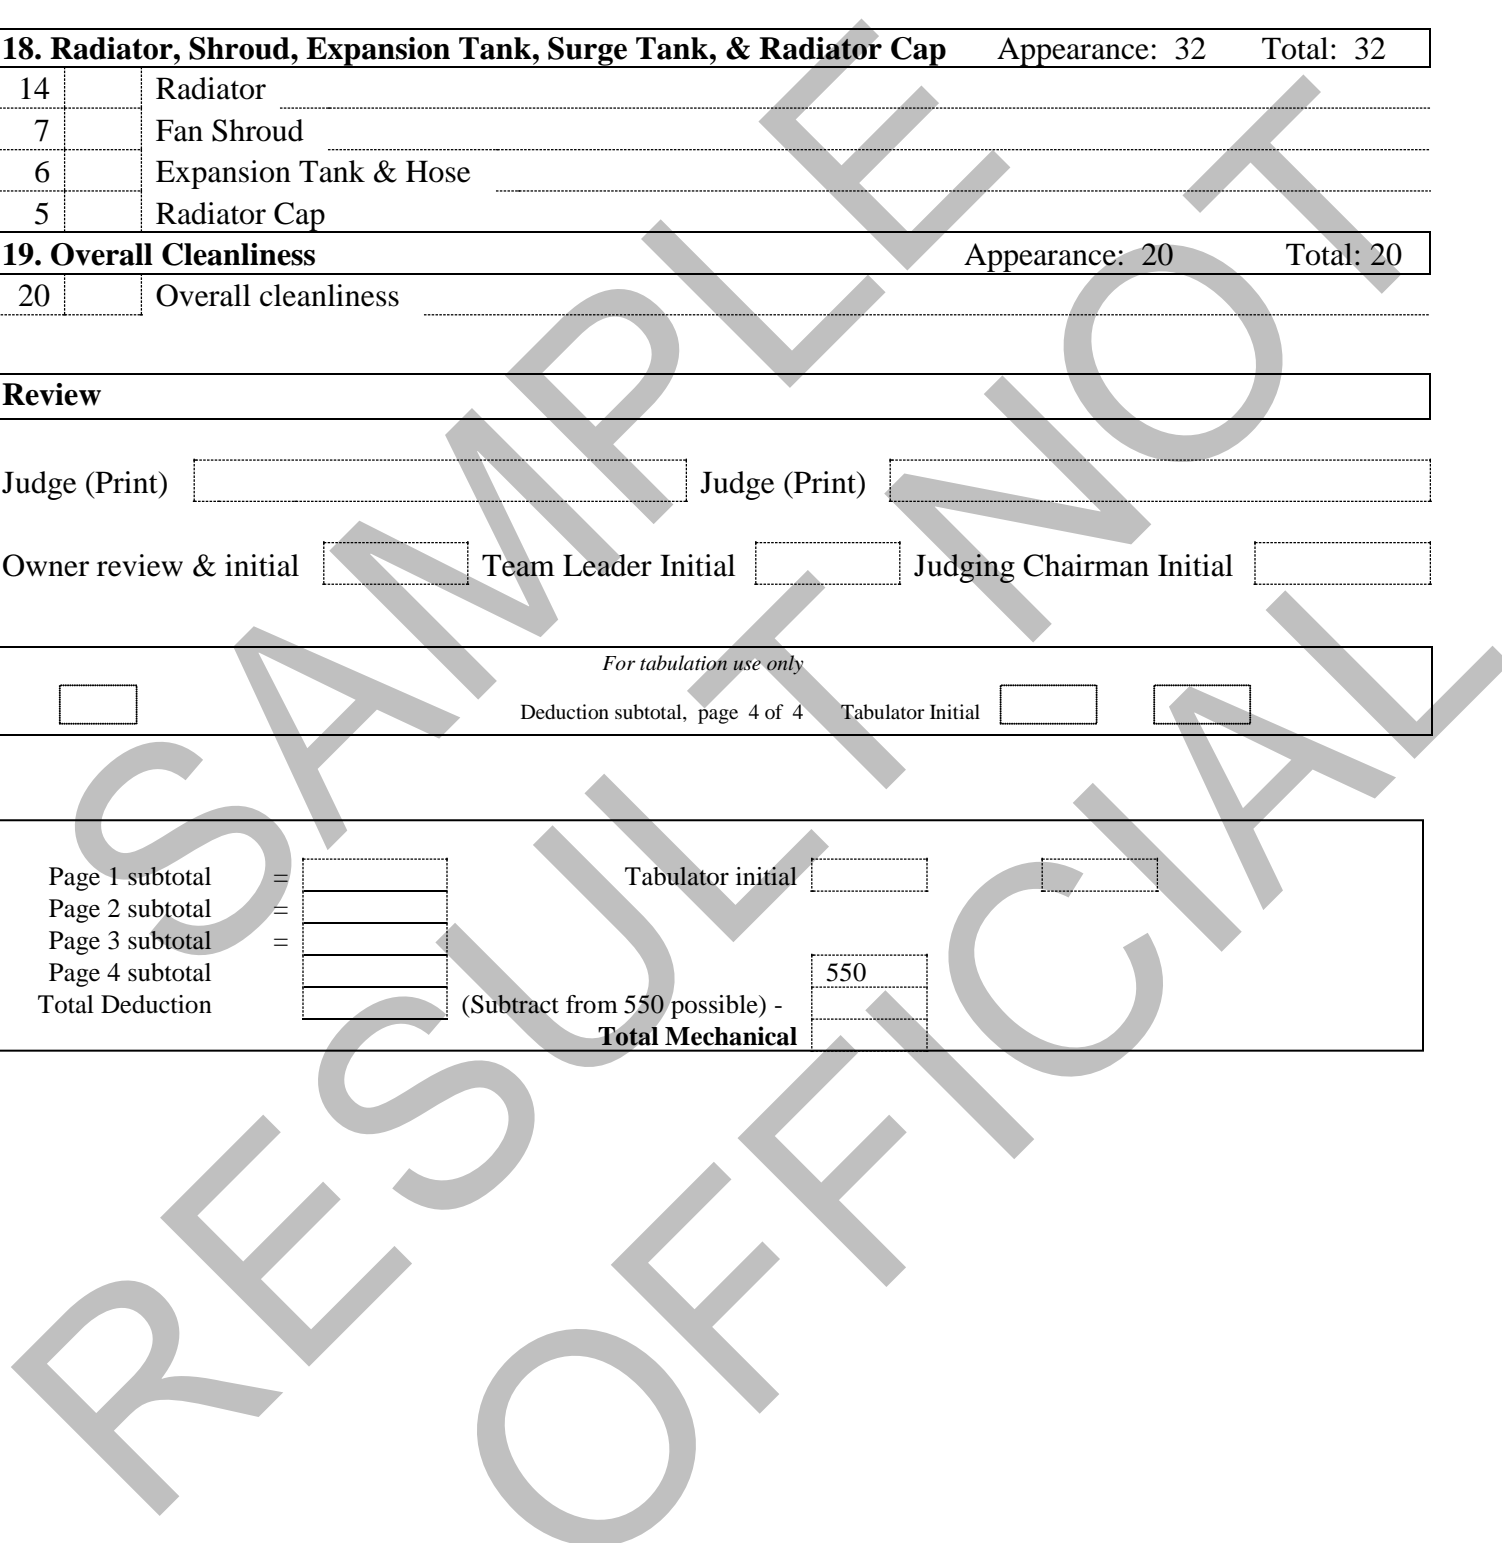 18. Radiator, Shroud, Expansion Tank, Surge Tank, & Radiator Cap Appearance: 32 Total: 32
14 Radiator
7 Fan Shroud
6 Expansion Tank & Hose
5 Radiator Cap
19. Overall Cleanliness Appearance: 20 Total: 20
20 Overall cleanliness
Review
Judge (Print) Judge (Print)
Owner review & initial Team Leader Initial Judging Chairman Initial
For tabulation use only
Deduction subtotal, page 4 of 4 Tabulator Initial
Page 1 subtotal = Tabulator initial
Page 2 subtotal =
Page 3 subtotal =
Page 4 subtotal 550
Total Deduction (Subtract from 550 possible) -
Total Mechanical
SAMPLE
RESULT NOT
OFFICIAL